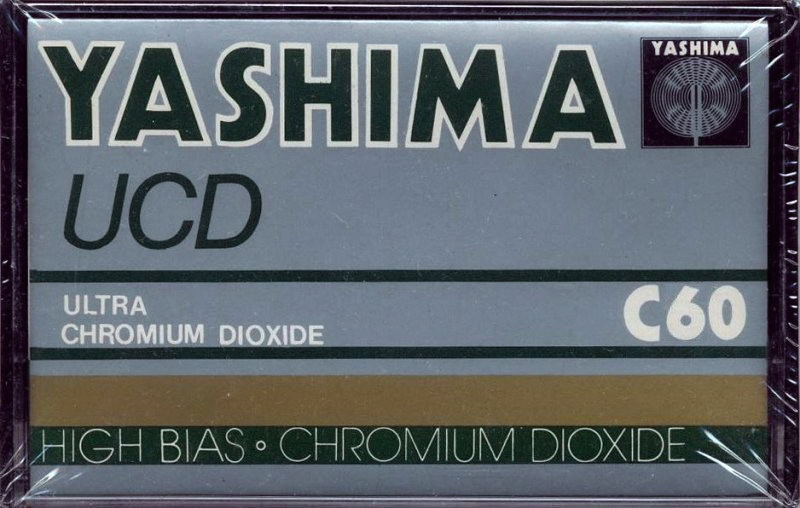 YASHIMA
YASHIMA
UCD
ULTRA
CHROMIUM DIOXIDE
C60
HIGH BIAS • CHROMIUM DIOXIDE